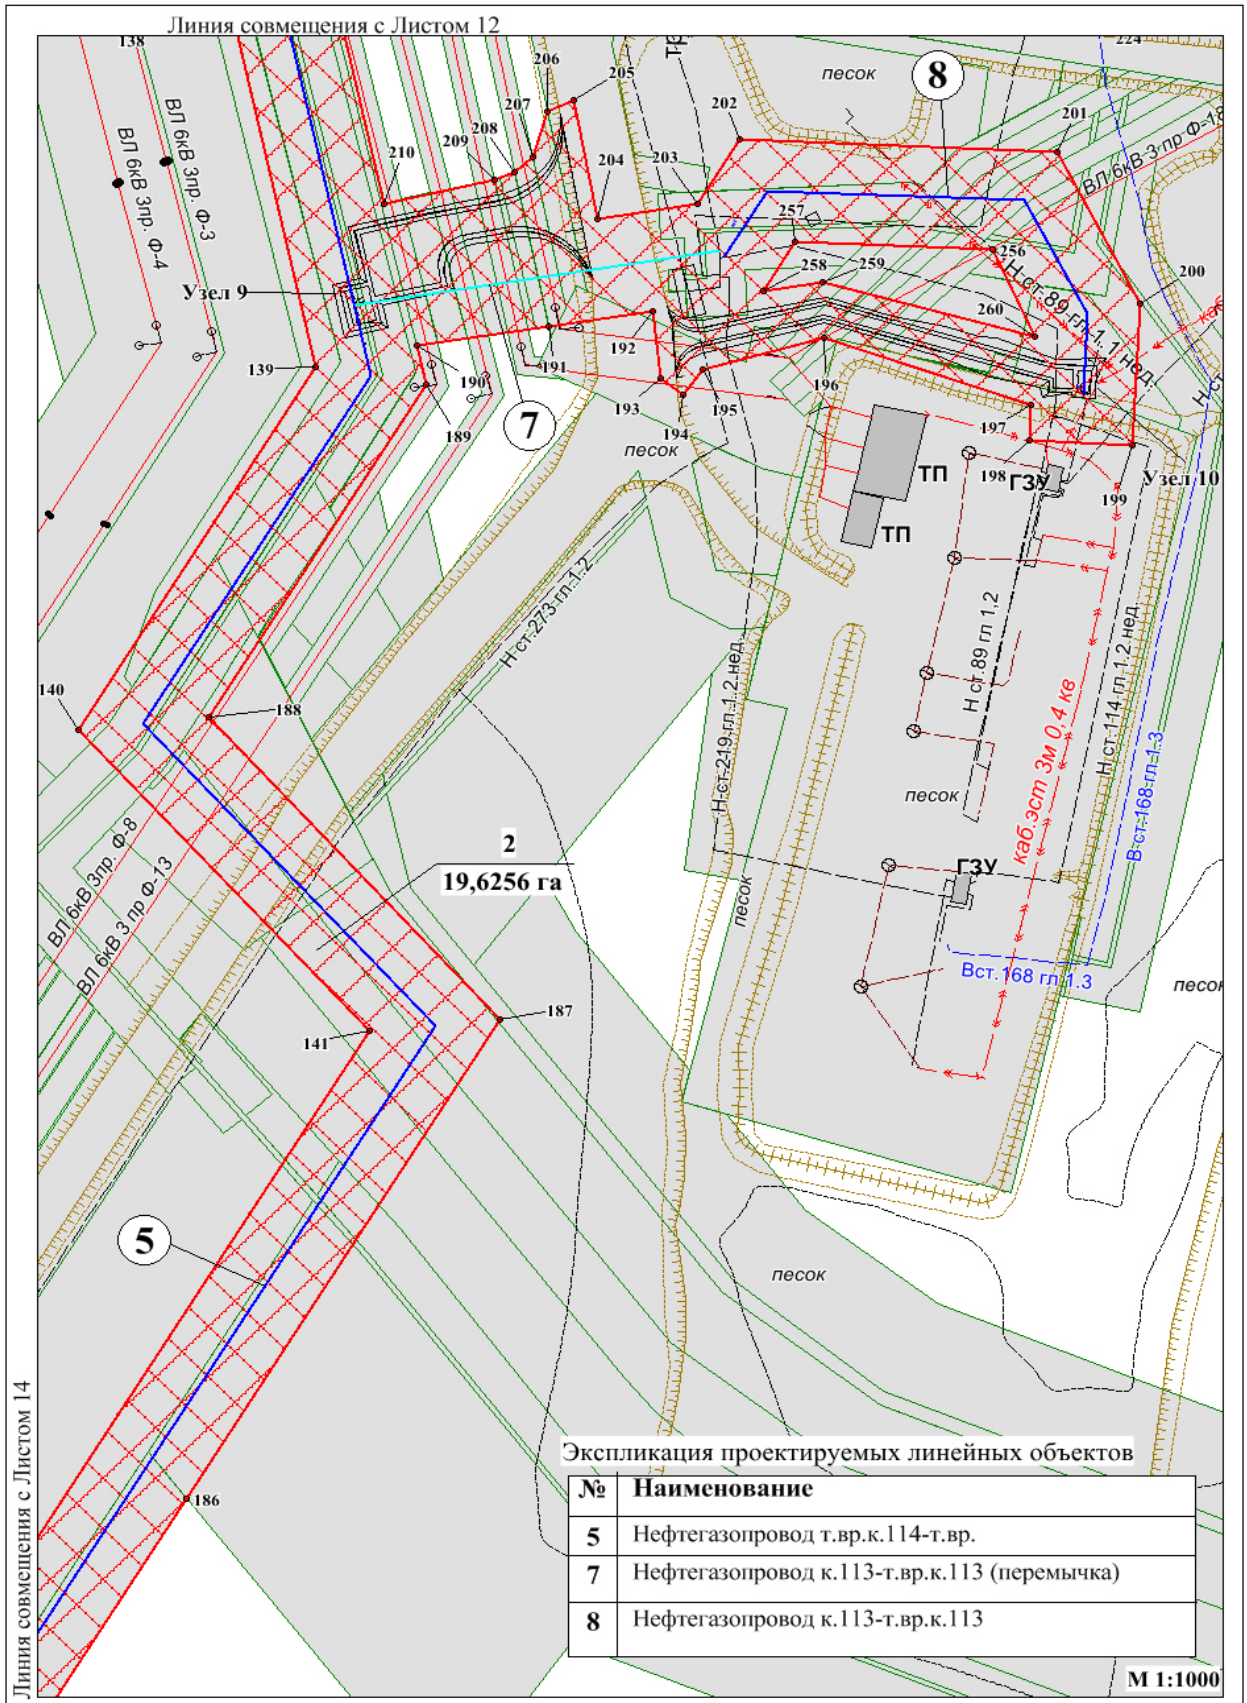 Линия совмещения с Листом 12
138
206
205
224
песок
8
202
201
ВЛ 6кВ 3пр. Ф-3
ВЛ 6кВ 3пр. Ф-4
207
208
209
210
204
203
ВЛ 6кВ 3 пр Ф-18
257
256
258
259
260
200
Н ст.89 гл 1.1 нед.
Узел 9
139
190
191
192
193
194
195
196
197
198
199
189
7
песок
ТП
ТП
ГЗУ
Узел 10
Н ст.273 гл 1.2
Н ст.219 гл.1.2 нед.
Н ст.89 гл 1,2
каб.эст 3м 0,4 кв
Н ст.114 гл 1.2 нед.
В ст.168 гл 1.3
140
188
песок
2
19,6256 га
ВЛ 6кВ 3пр. Ф-8
ВЛ 6кВ 3 пр Ф-13
песок
ГЗУ
Вст.168 гл 1.3
песок
187
141
5
песок
186
Линия совмещения с Листом 14
Экспликация проектируемых линейных объектов
№ Наименование
5 Нефтегазопровод т.вр.к.114-т.вр.
7 Нефтегазопровод к.113-т.вр.к.113 (перемычка)
8 Нефтегазопровод к.113-т.вр.к.113
М 1:1000